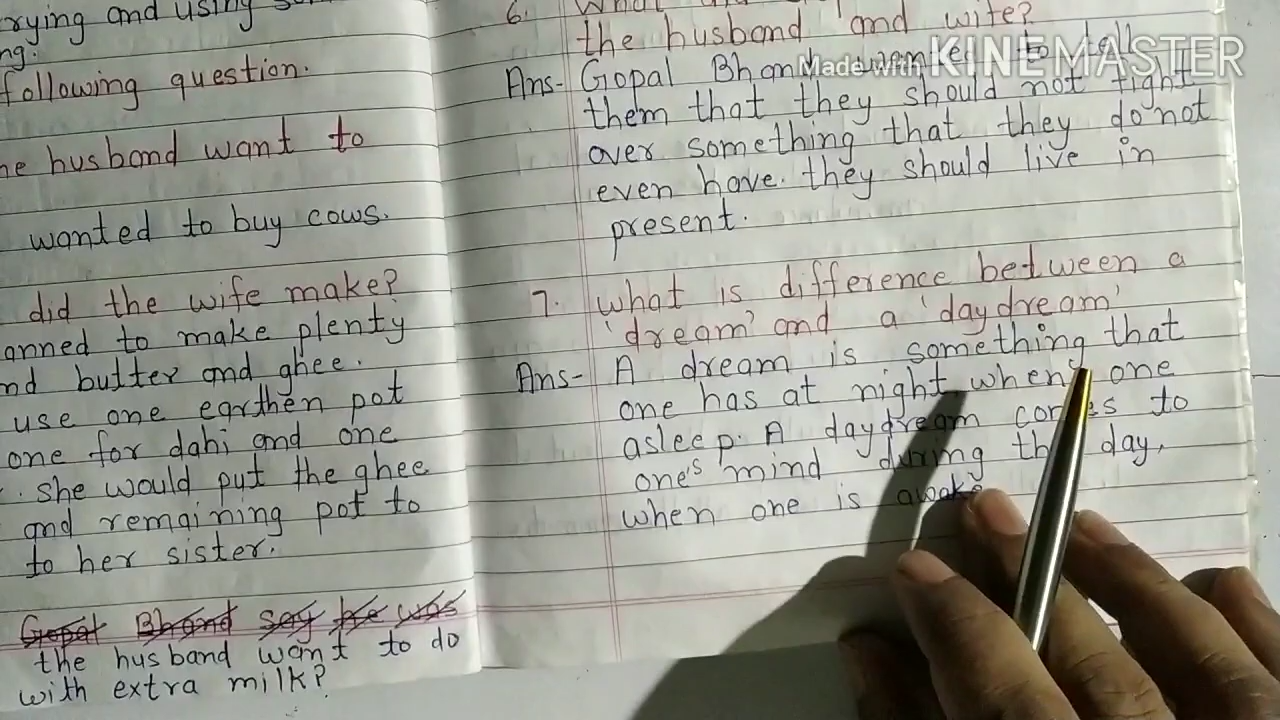 rying and using
ng.
following question.
he husband want to
wanted to buy cows.
did the wife make?
anned to make plenty
nd butter and ghee.
use one earthen pot
one for dahi and one
. She would put the ghee
and remaining pot to
to her sister.
Gopal Bhand say he was
the husband want to do
with extra milk?
6. What
the husband and wife?
Ans- Gopal Bhand wanted to tell
them that they should not fight
over something that they do not
even have. they should live in
present.
7. What is difference between a
'dream' and a 'daydream'
Ans- A dream is something that
one has at night when one
asleep. A daydream comes to
one's mind during the day,
when one is awake
Made with KINEMASTER